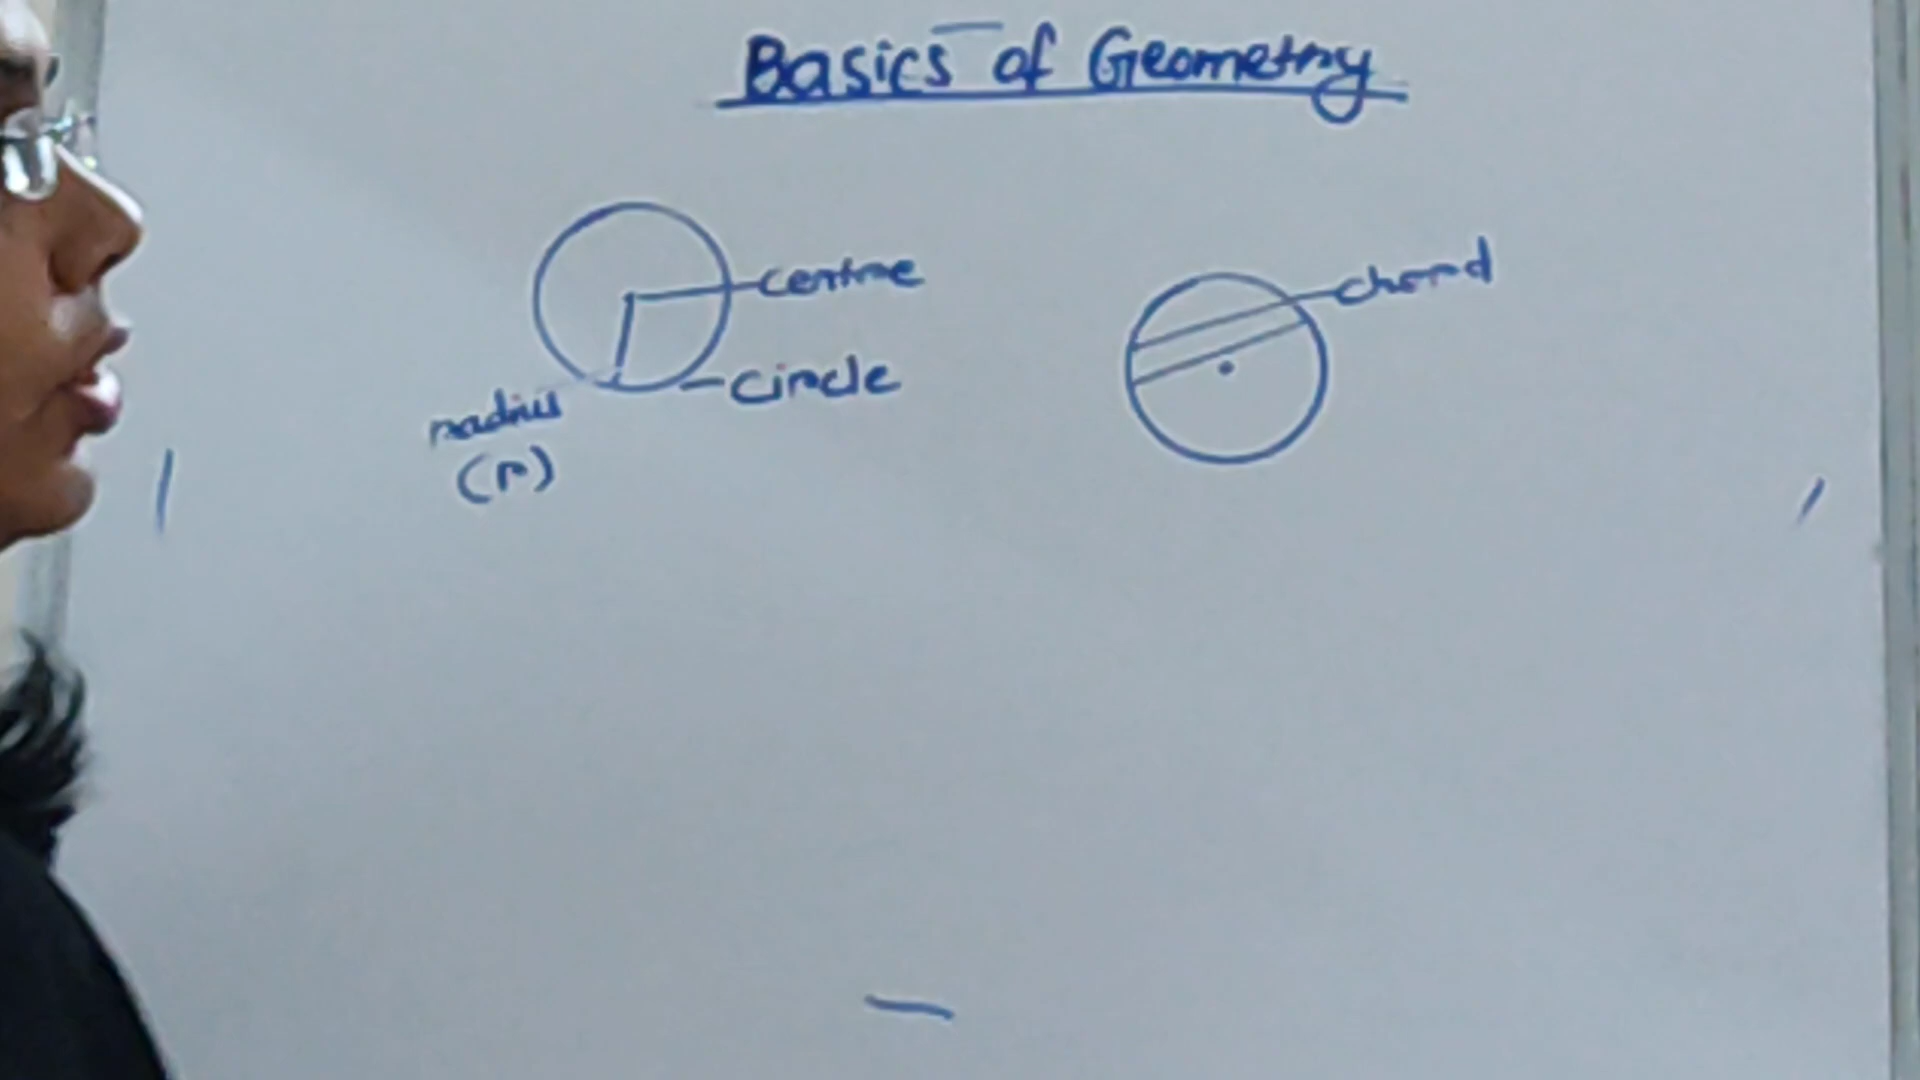 Basics of Geometry
centre
circle
radius
(r)
chord